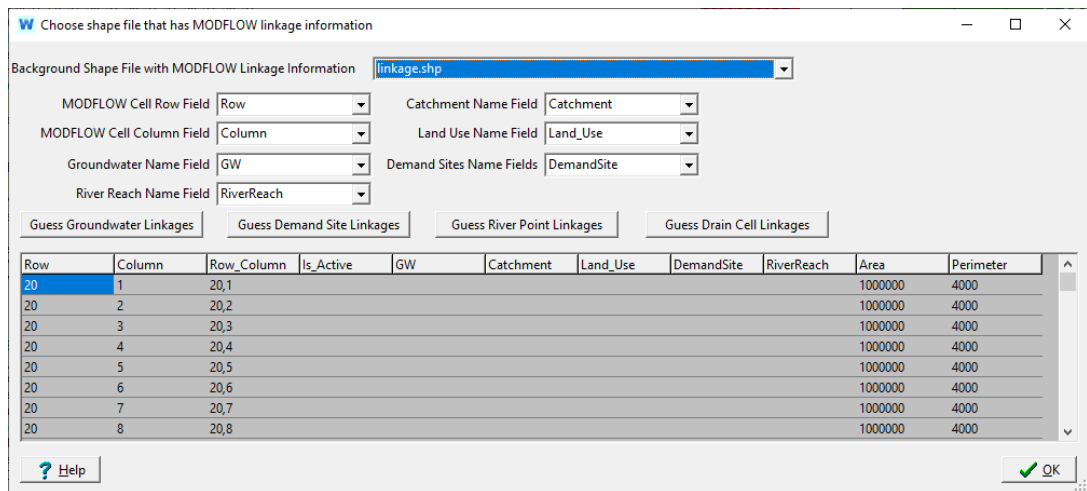 W Choose shape file that has MODFLOW linkage information
Background Shape File with MODFLOW Linkage Information linkage.shp
MODFLOW Cell Row Field Row Catchment Name Field Catchment
MODFLOW Cell Column Field Column Land Use Name Field Land_Use
Groundwater Name Field GW Demand Sites Name Fields DemandSite
River Reach Name Field RiverReach
Guess Groundwater Linkages Guess Demand Site Linkages Guess River Point Linkages Guess Drain Cell Linkages
Row Column Row_Column Is_Active GW Catchment Land_Use DemandSite RiverReach Area Perimeter
20 1 20,1 1000000 4000
20 2 20,2 1000000 4000
20 3 20,3 1000000 4000
20 4 20,4 1000000 4000
20 5 20,5 1000000 4000
20 6 20,6 1000000 4000
20 7 20,7 1000000 4000
20 8 20,8 1000000 4000
? Help OK